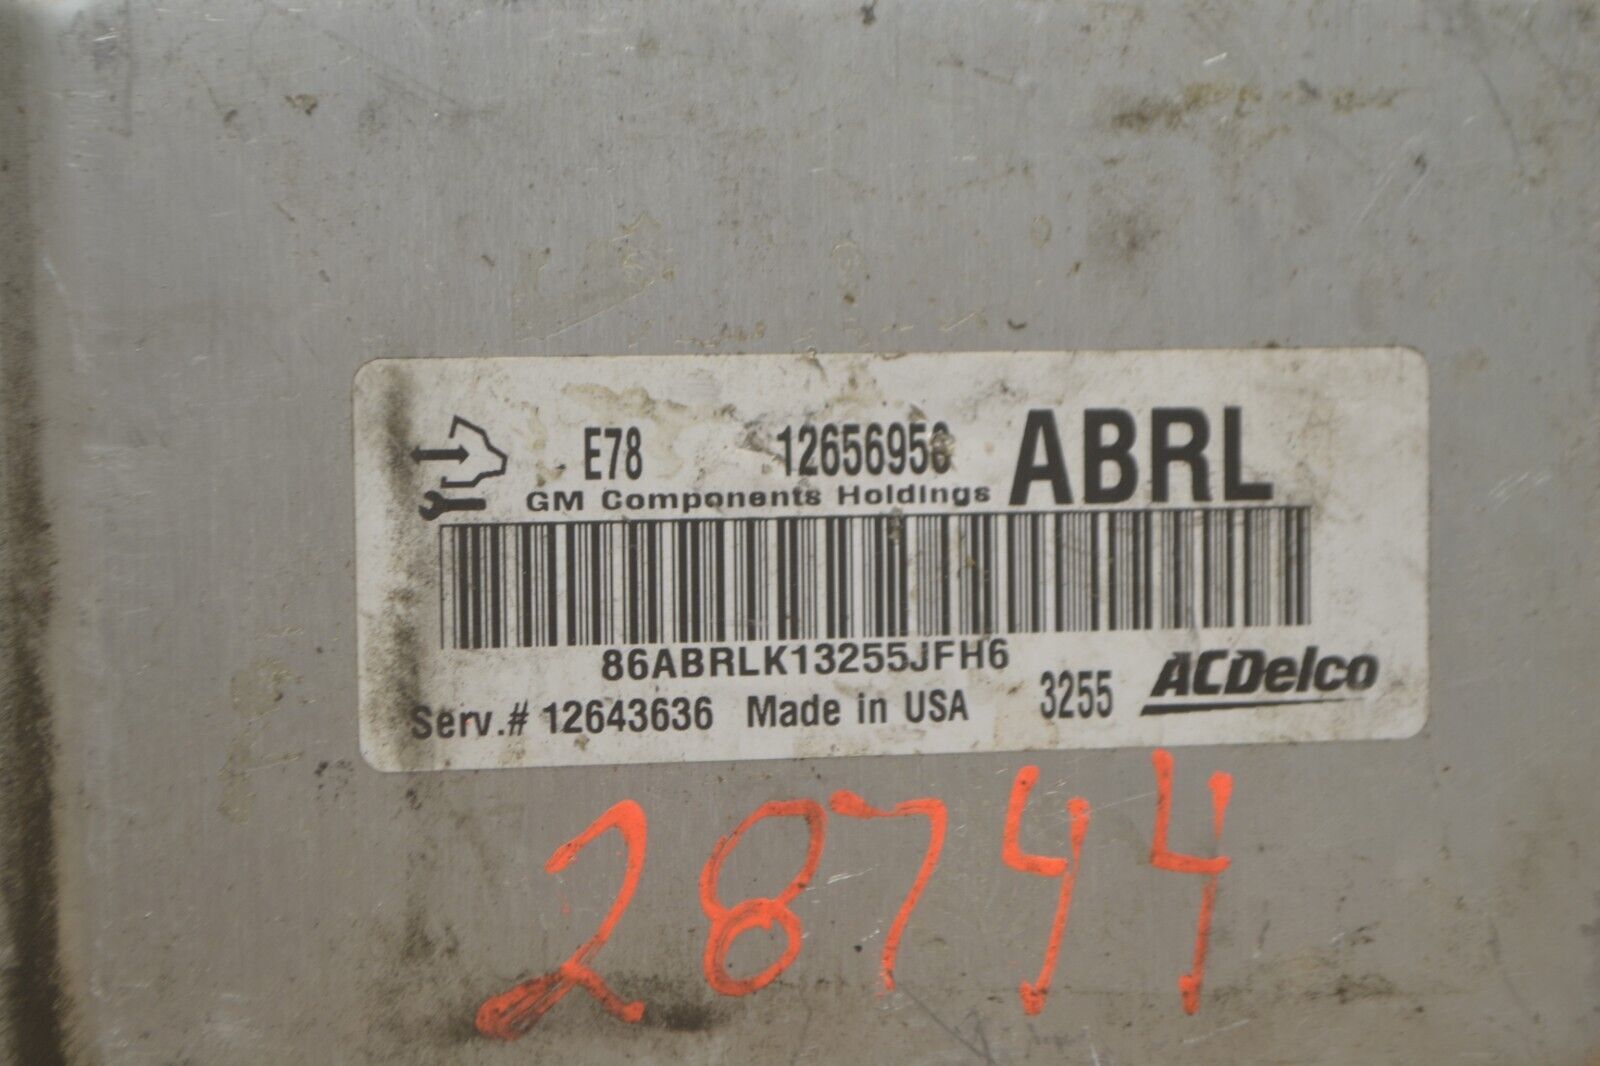 E78 12656956 ABRL
GM Components Holdings
86ABRLK13255JFH6
Serv.# 12643636 Made in USA 3255 ACDelco
28744